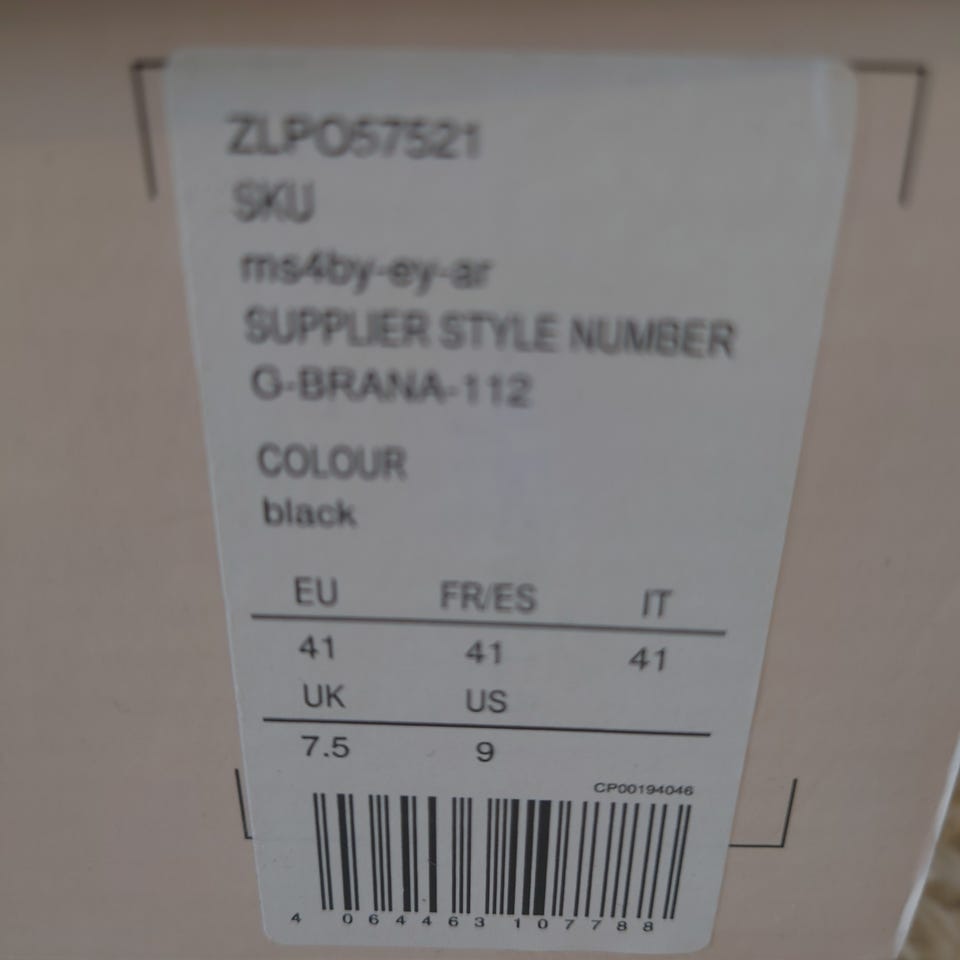 ZLPO57521
SKU
ms4by-ey-ar
SUPPLIER STYLE NUMBER
G-BRANA-112
COLOUR
black
EU FR/ES IT
41 41 41
UK US
7.5 9
CP00194046
4 064463 107788